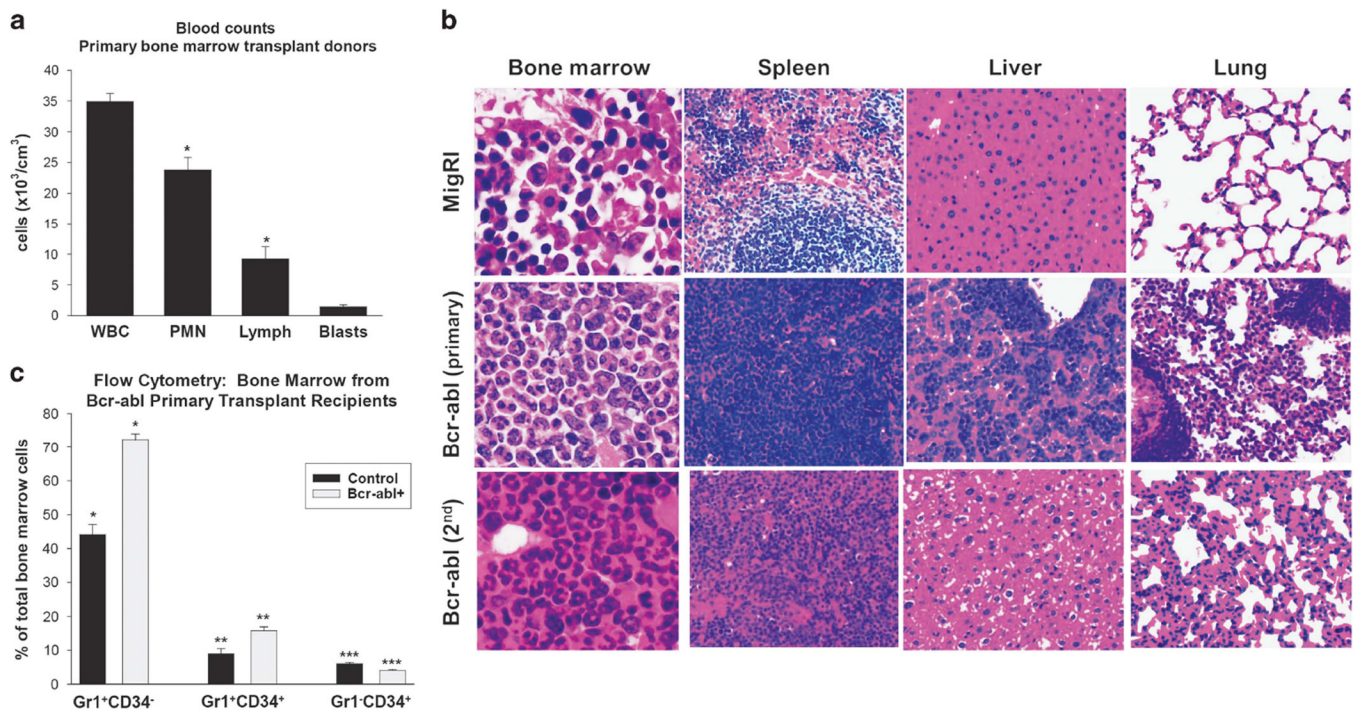 a
Blood counts
Primary bone marrow transplant donors
cells (x10³/cm³)
40
35
30
25
20
15
10
5
0
*
*
WBC PMN Lymph Blasts
b
Bone marrow Spleen Liver Lung
MigRI
Bcr-abl (primary)
Bcr-abl (2nd)
c
Flow Cytometry: Bone Marrow from
Bcr-abl Primary Transplant Recipients
% of total bone marrow cells
80
70
60
50
40
30
20
10
0
* *
** **
*** ***
Control
Bcr-abl+
Gr1⁺CD34⁻ Gr1⁺CD34⁺ Gr1⁻CD34⁺